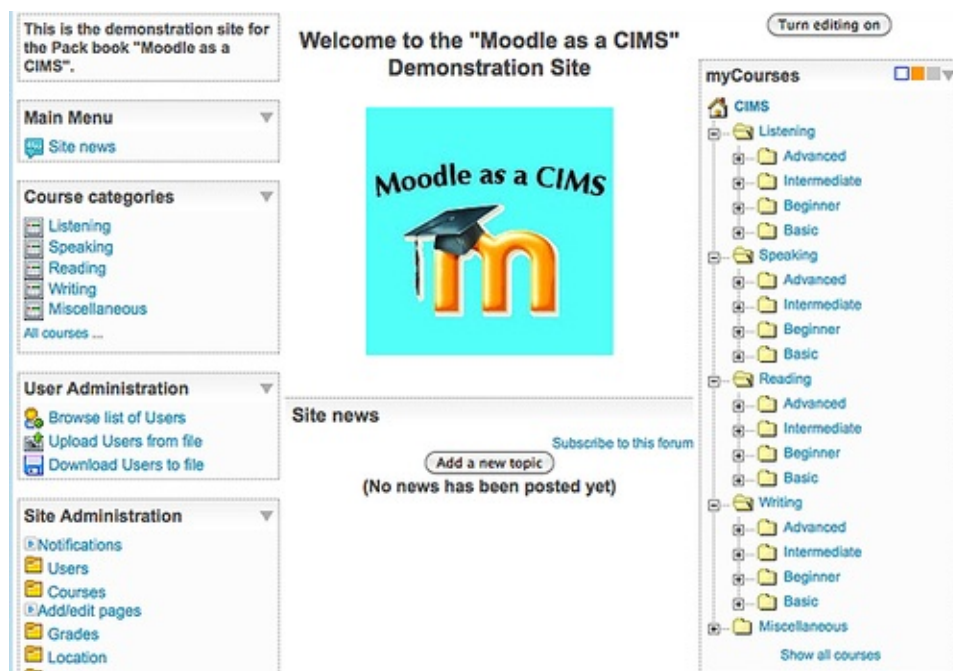 This is the demonstration site for
the Pack book "Moodle as a
CIMS".
Main Menu
Site news
Course categories
Listening
Speaking
Reading
Writing
Miscellaneous
All courses ...
User Administration
Browse list of Users
Upload Users from file
Download Users to file
Site Administration
Notifications
Users
Courses
Add/edit pages
Grades
Location
Welcome to the "Moodle as a CIMS"
Demonstration Site
Moodle as a CIMS
m
Site news
Subscribe to this forum
Add a new topic
(No news has been posted yet)
Turn editing on
myCourses
CIMS
Listening
Advanced
Intermediate
Beginner
Basic
Speaking
Advanced
Intermediate
Beginner
Basic
Reading
Advanced
Intermediate
Beginner
Basic
Writing
Advanced
Intermediate
Beginner
Basic
Miscellaneous
Show all courses